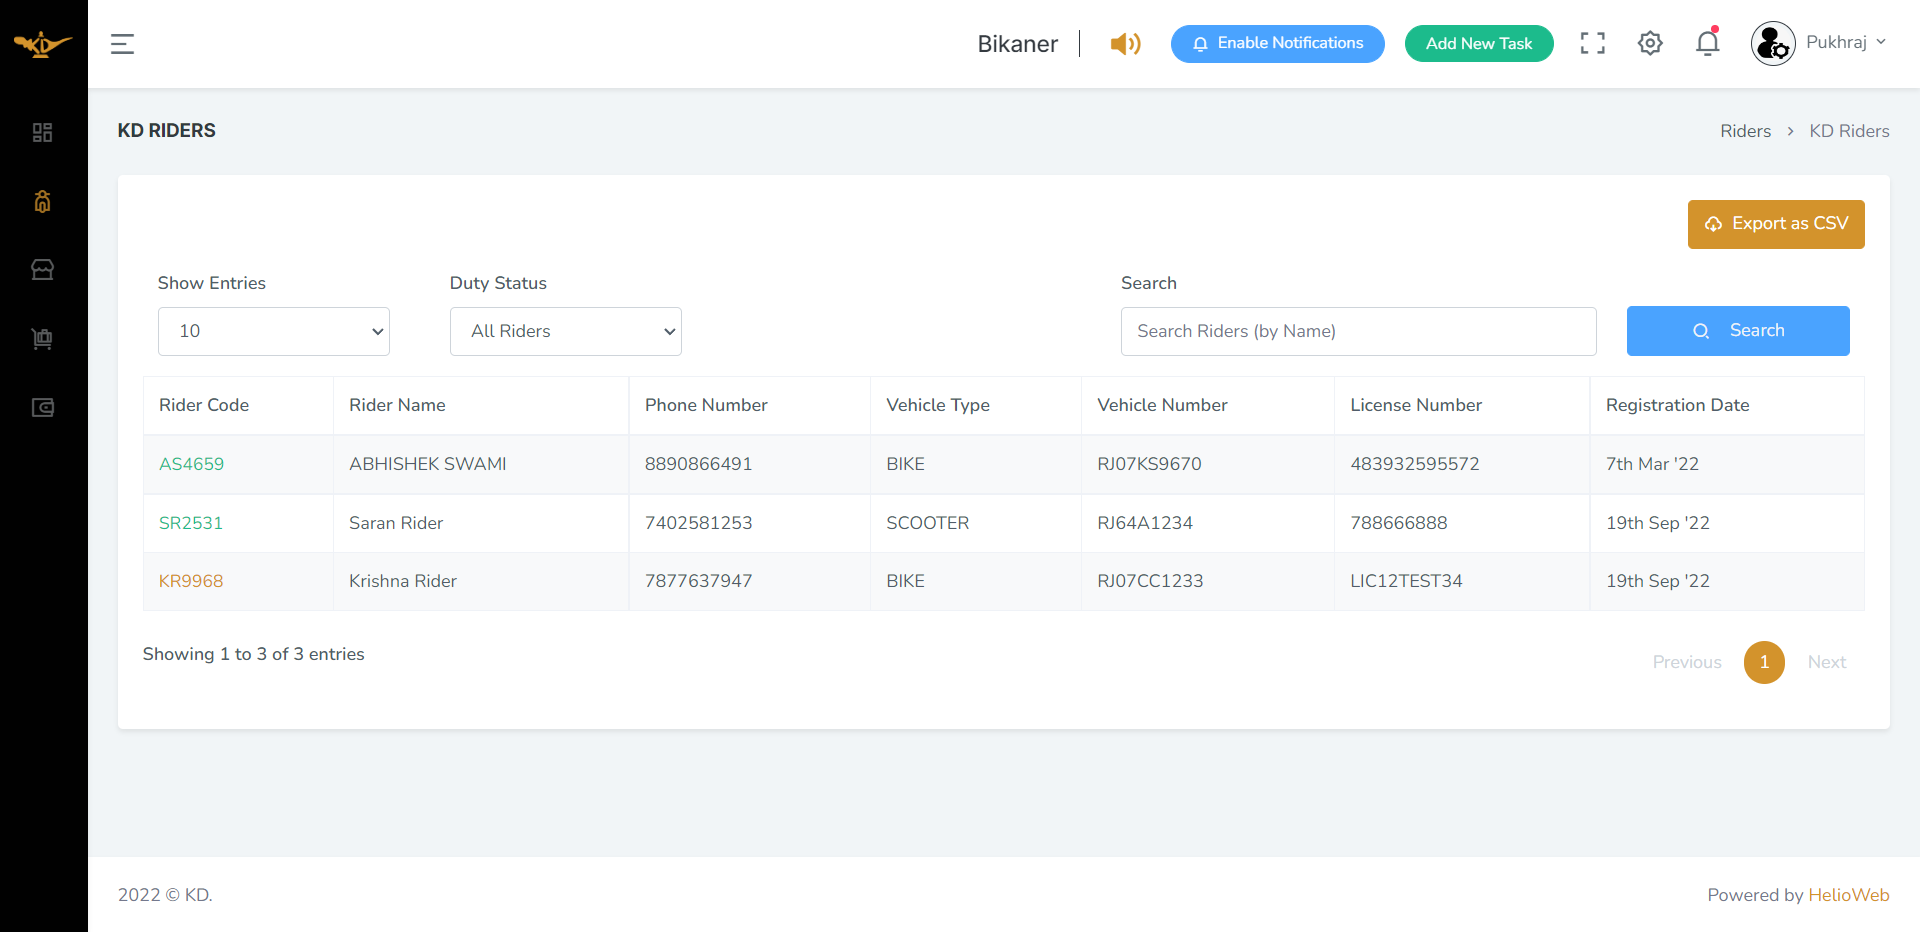 KD
Bikaner
Enable Notifications
Add New Task
Pukhraj
KD RIDERS
Riders > KD Riders
Export as CSV
Show Entries
Duty Status
Search
10
All Riders
Search Riders (by Name)
Search
Rider Code Rider Name Phone Number Vehicle Type Vehicle Number License Number Registration Date
AS4659 ABHISHEK SWAMI 8890866491 BIKE RJ07KS9670 483932595572 7th Mar '22
SR2531 Saran Rider 7402581253 SCOOTER RJ64A1234 788666888 19th Sep '22
KR9968 Krishna Rider 7877637947 BIKE RJ07CC1233 LIC12TEST34 19th Sep '22
Showing 1 to 3 of 3 entries
Previous 1 Next
2022 © KD.
Powered by HelioWeb